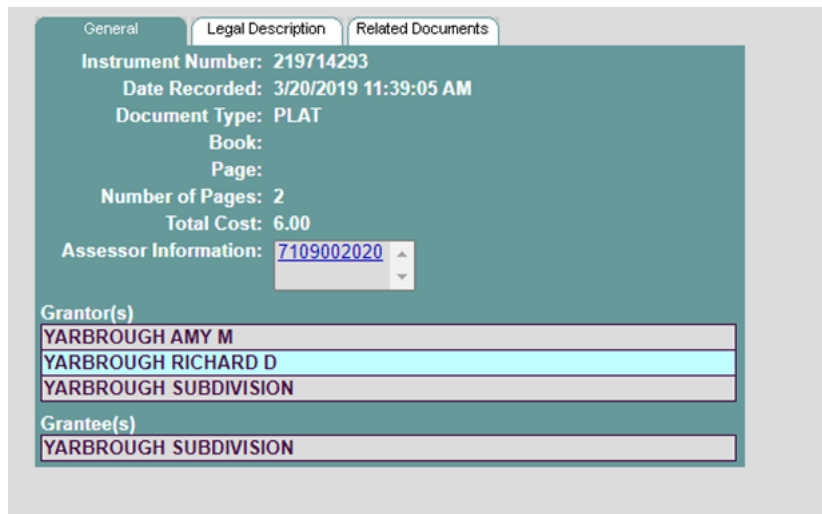 General Legal Description Related Documents
Instrument Number: 219714293
Date Recorded: 3/20/2019 11:39:05 AM
Document Type: PLAT
Book:
Page:
Number of Pages: 2
Total Cost: 6.00
Assessor Information: 7109002020
Grantor(s)
YARBROUGH AMY M
YARBROUGH RICHARD D
YARBROUGH SUBDIVISION
Grantee(s)
YARBROUGH SUBDIVISION